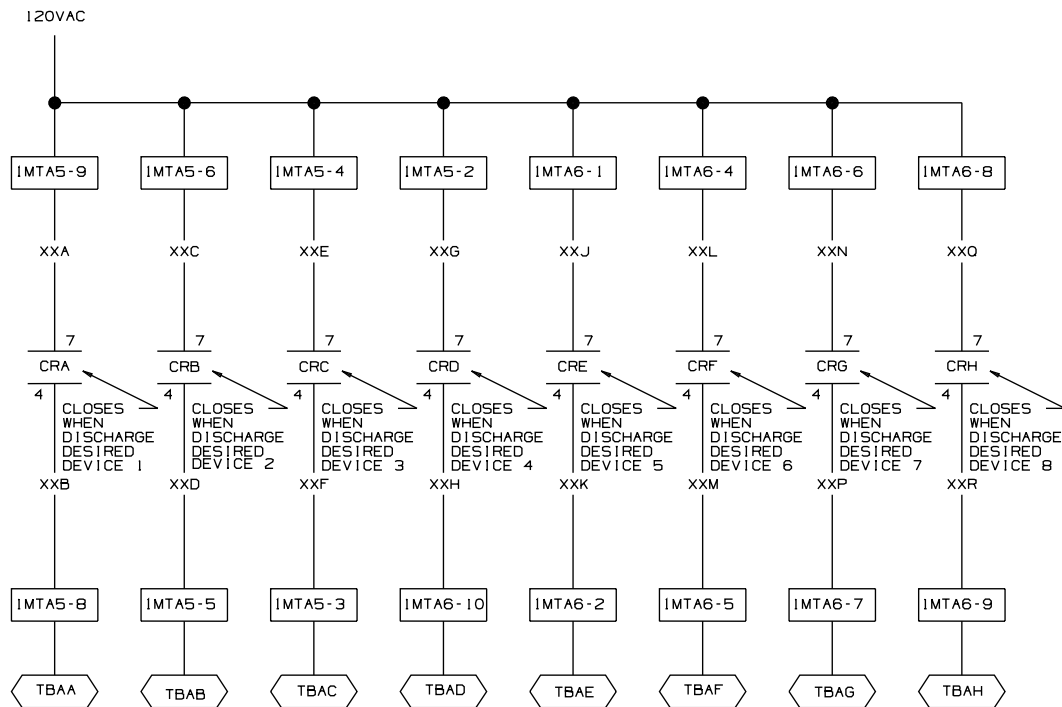 120VAC
1MTA5-9 1MTA5-6 1MTA5-4 1MTA5-2 1MTA6-1 1MTA6-4 1MTA6-6 1MTA6-8
XXA XXC XXE XXG XXJ XXL XXN XXQ
7 7 7 7 7 7 7 7
CRA CRB CRC CRD CRE CRF CRG CRH
4 4 4 4 4 4 4 4
CLOSES
WHEN
DISCHARGE
DESIRED
DEVICE 1
CLOSES
WHEN
DISCHARGE
DESIRED
DEVICE 2
CLOSES
WHEN
DISCHARGE
DESIRED
DEVICE 3
CLOSES
WHEN
DISCHARGE
DESIRED
DEVICE 4
CLOSES
WHEN
DISCHARGE
DESIRED
DEVICE 5
CLOSES
WHEN
DISCHARGE
DESIRED
DEVICE 6
CLOSES
WHEN
DISCHARGE
DESIRED
DEVICE 7
CLOSES
WHEN
DISCHARGE
DESIRED
DEVICE 8
XXB XXD XXF XXH XXK XXM XXP XXR
1MTA5-8 1MTA5-5 1MTA5-3 1MTA6-10 1MTA6-2 1MTA6-5 1MTA6-7 1MTA6-9
TBAA TBAB TBAC TBAD TBAE TBAF TBAG TBAH